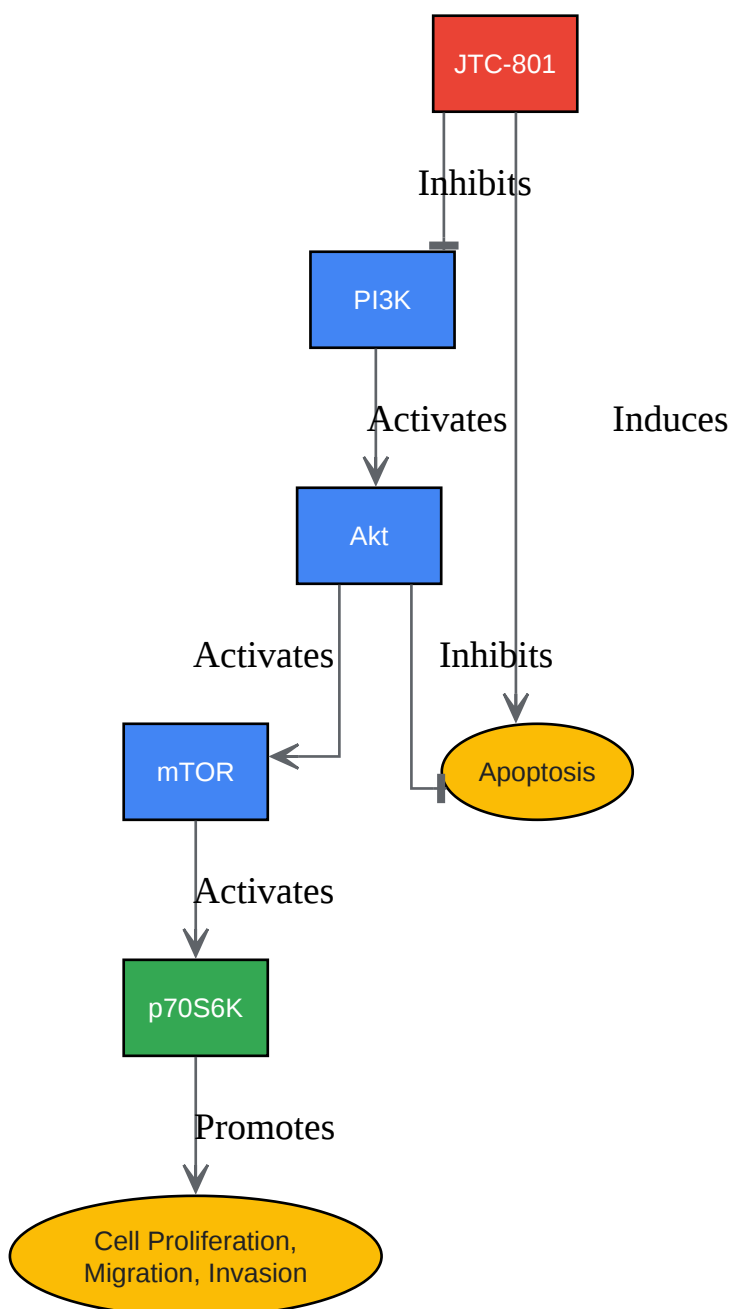 JTC-801
Inhibits
PI3K
Activates
Induces
Akt
Activates
Inhibits
mTOR
Apoptosis
Activates
p70S6K
Promotes
Cell Proliferation,
Migration, Invasion